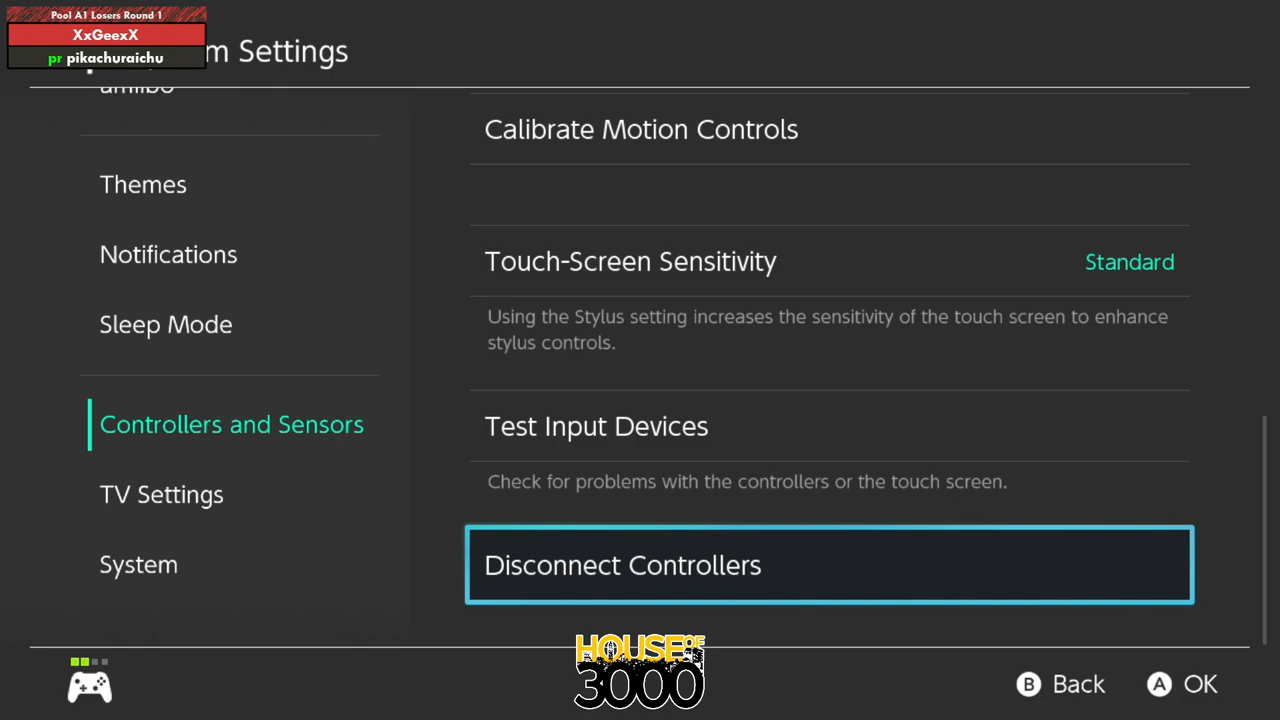 Pool A1 Losers Round 1
XxGeexX
pr pikachuraichu
m Settings
amiibo
Themes
Notifications
Sleep Mode
Controllers and Sensors
TV Settings
System
Calibrate Motion Controls
Touch-Screen Sensitivity Standard
Using the Stylus setting increases the sensitivity of the touch screen to enhance
stylus controls.
Test Input Devices
Check for problems with the controllers or the touch screen.
Disconnect Controllers
HOUSE OF
3000
B Back A OK